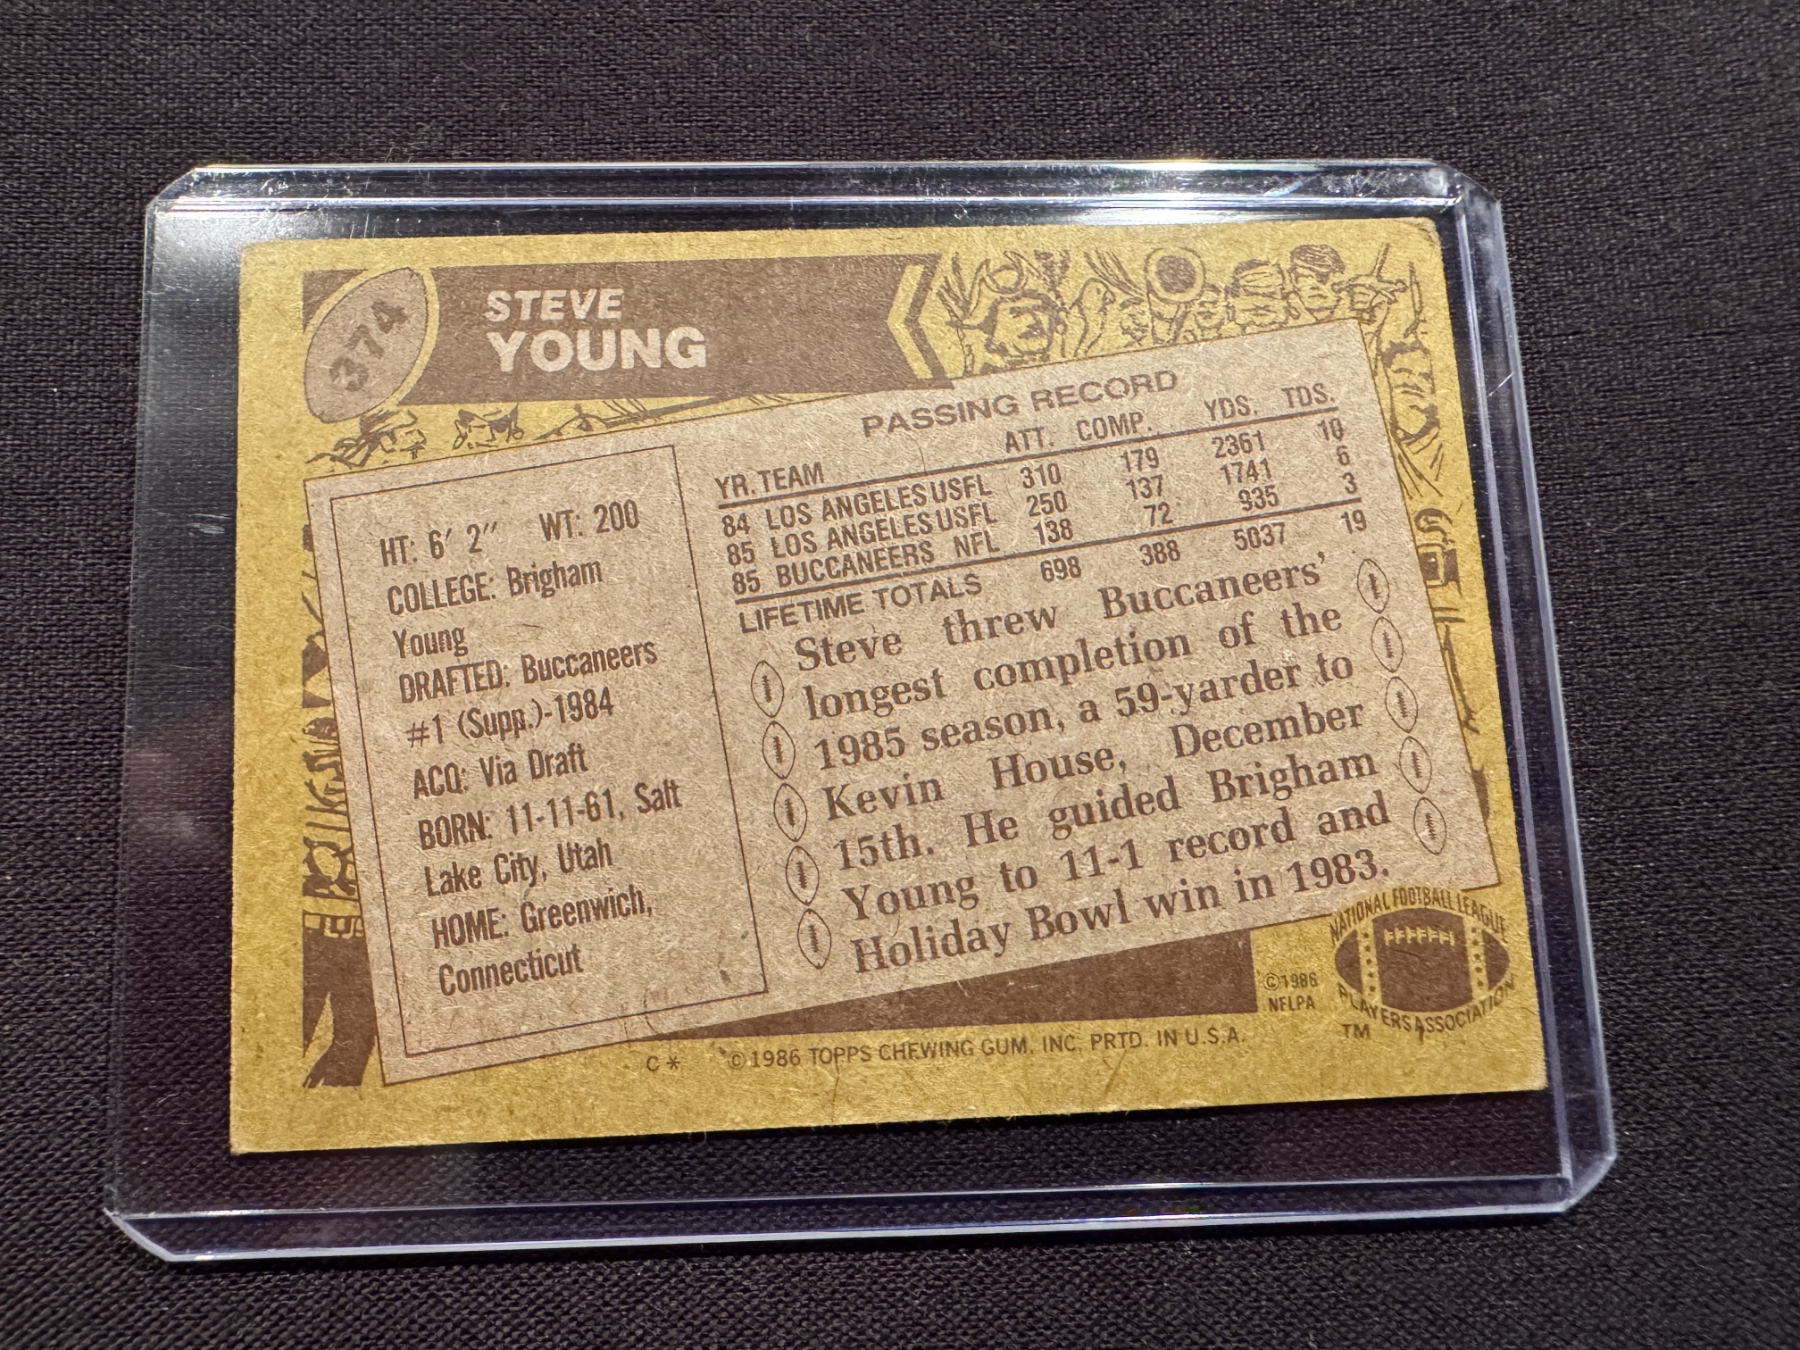 374
STEVE
YOUNG
HT: 6' 2" WT: 200
COLLEGE: Brigham
Young
DRAFTED: Buccaneers
#1 (Supp.)-1984
ACQ: Via Draft
BORN: 11-11-61, Salt
Lake City, Utah
HOME: Greenwich,
Connecticut
PASSING RECORD
YR. TEAM ATT. COMP. YDS. TDS.
84 LOS ANGELES USFL 310 179 2361 10
85 LOS ANGELES USFL 250 137 1741 6
85 BUCCANEERS NFL 138 72 935 3
LIFETIME TOTALS 698 388 5037 19
Steve threw Buccaneers'
longest completion of the
1985 season, a 59-yarder to
Kevin House, December
15th. He guided Brigham
Young to 11-1 record and
Holiday Bowl win in 1983.
©1986
NFLPA
NATIONAL FOOTBALL LEAGUE
PLAYERS ASSOCIATION
TM
C* ©1986 TOPPS CHEWING GUM, INC. PRTD. IN U.S.A.